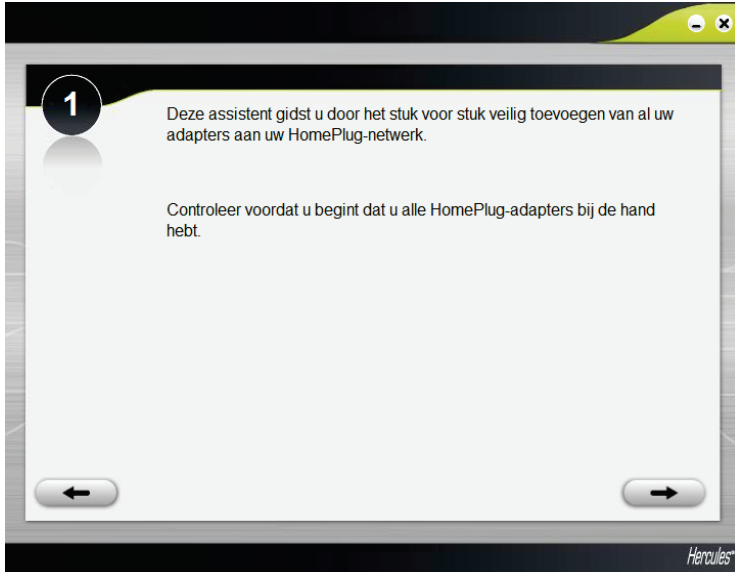 1
Deze assistent gidst u door het stuk voor stuk veilig toevoegen van al uw
adapters aan uw HomePlug-netwerk.
Controleer voordat u begint dat u alle HomePlug-adapters bij de hand
hebt.
Hercules™